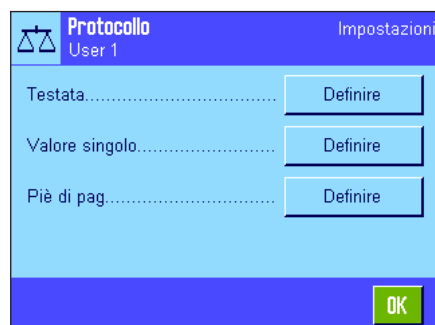 Protocollo
Impostazioni
User 1
Testata................................ Definire
Valore singolo....................... Definire
Piè di pag............................. Definire
OK